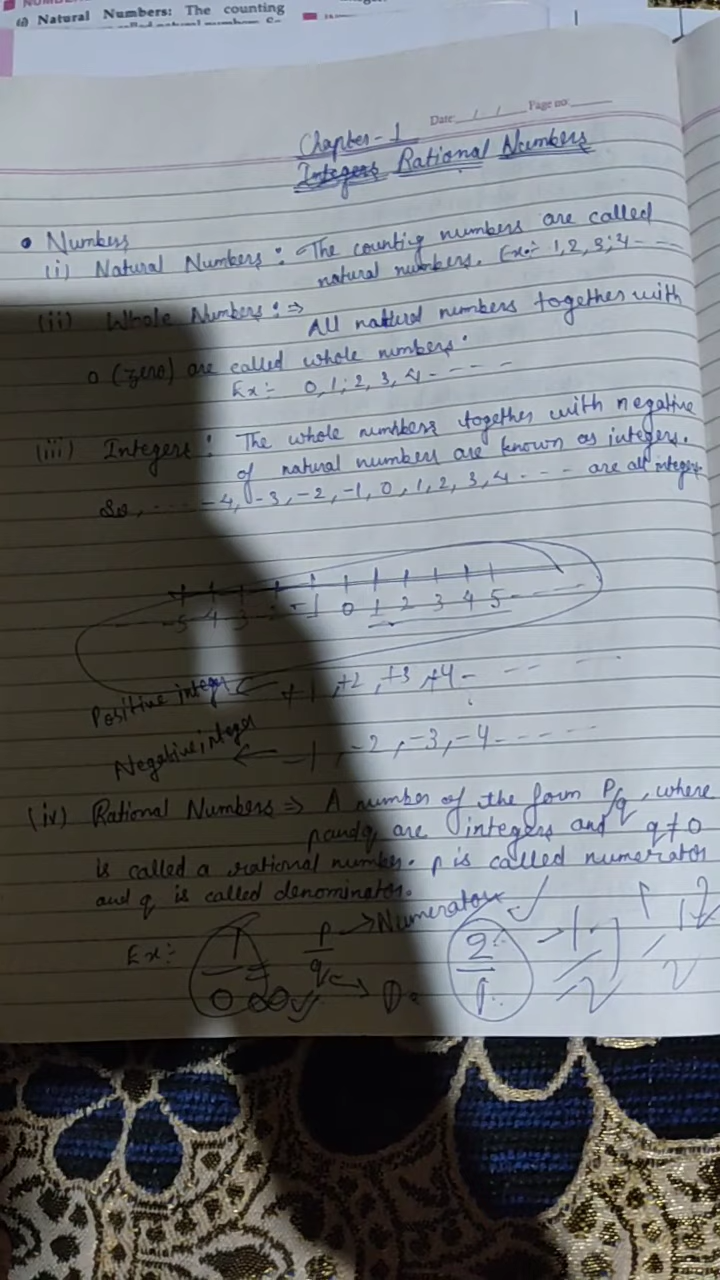 (i) Natural Numbers: The counting
Date: / / Page no:
Chapter-1
Integers Rational Numbers
• Numbers
(i) Natural Numbers : The counting numbers are called
natural numbers. Ex:- 1,2,3,4 - - -
(ii) Whole Numbers : ⇒
All natural numbers together with
0 (zero) are called whole numbers.
Ex:- 0,1,2,3,4 - - - -
(iii) Integers : The whole numbers together with negative
of natural numbers are known as integers.
So, .... -4,-3,-2,-1,0,1,2,3,4 --- are all integers
-5 -4 -3 -1 0 1 2 3 4 5 - - - -
Positive integer ← +1,+2,+3,+4- - - -
Negative integer ← -1,-2,-3,-4 - - - -
(iv) Rational Numbers ⇒ A number of the form P/q, where
p and q are integers and q ≠ 0
is called a rational number. p is called numerator
and q is called denominator.
Ex:- 1/0 ∞ p/q → Numerator 2/1